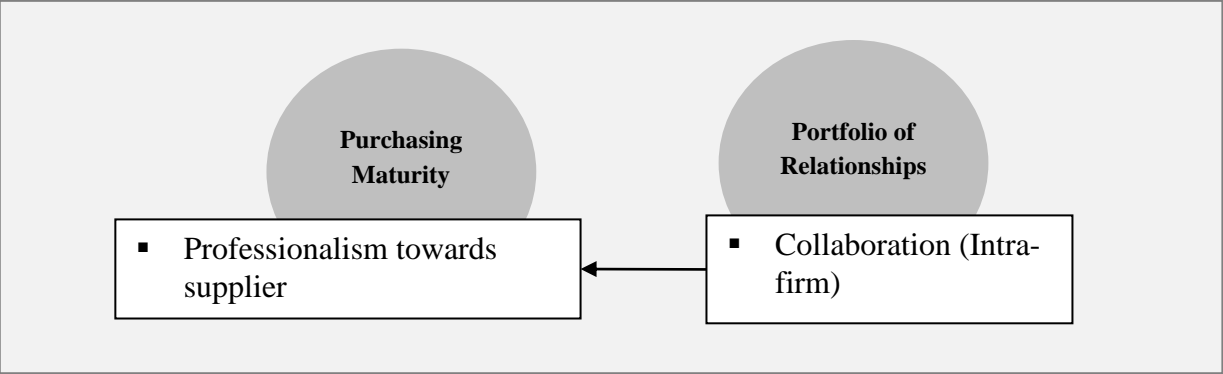 Purchasing
Maturity
Portfolio of
Relationships
▪ Professionalism towards
supplier
▪ Collaboration (Intra-
firm)